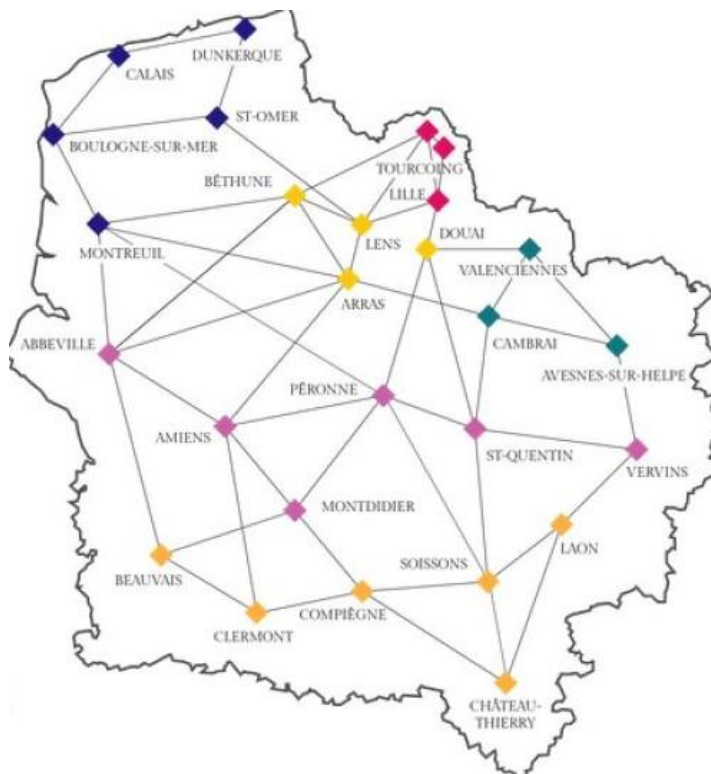 DUNKERQUE
CALAIS
ST-OMER
BOULOGNE-SUR-MER
TOURCOING
BÉTHUNE
LILLE
LENS
DOUAI
MONTREUIL
VALENCIENNES
ARRAS
ABBEVILLE
CAMBRAI
AVESNES-SUR-HELPE
PÉRONNE
AMIENS
ST-QUENTIN
VERVINS
MONTDIDIER
LAON
SOISSONS
BEAUVAIS
COMPIÈGNE
CLERMONT
CHÂTEAU-
THIERRY